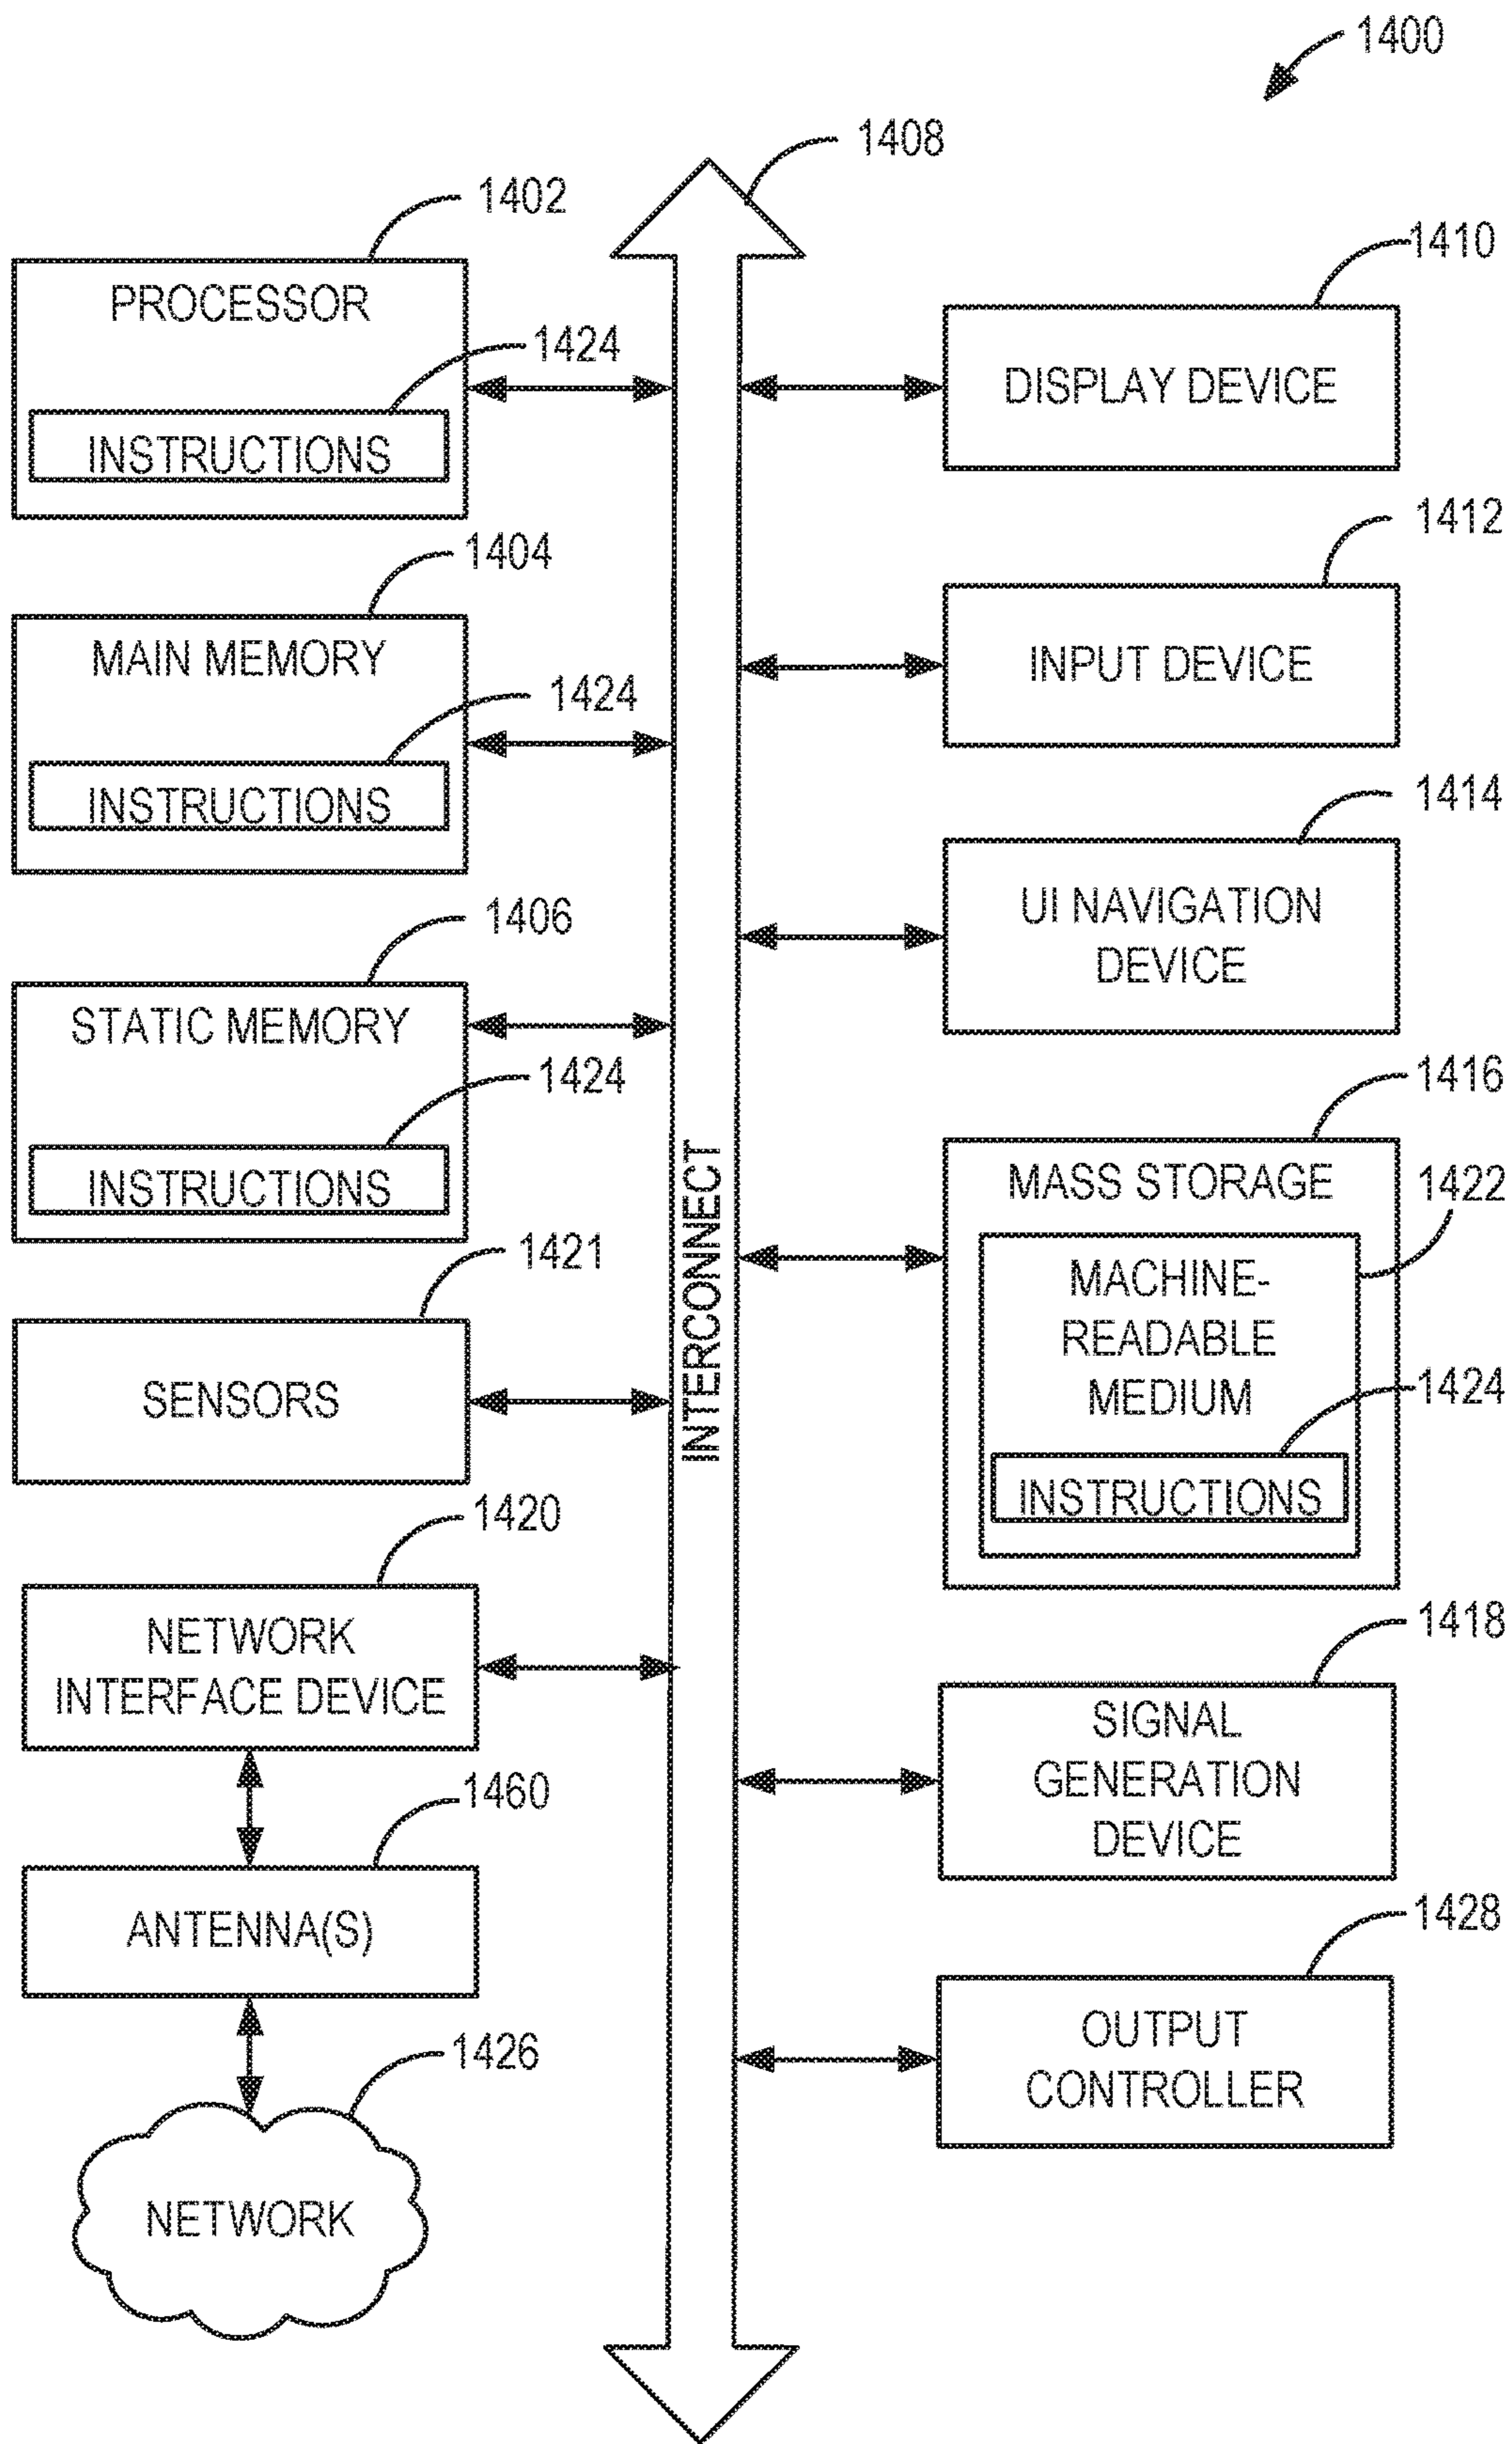 1400
1408
1402
PROCESSOR
1424
INSTRUCTIONS
1404
MAIN MEMORY
1424
INSTRUCTIONS
1406
STATIC MEMORY
1424
INSTRUCTIONS
1421
SENSORS
1420
NETWORK
INTERFACE DEVICE
1460
ANTENNA(S)
1426
NETWORK
INTERCONNECT
1410
DISPLAY DEVICE
1412
INPUT DEVICE
1414
UI NAVIGATION
DEVICE
1416
MASS STORAGE
1422
MACHINE-
READABLE
MEDIUM
1424
INSTRUCTIONS
1418
SIGNAL
GENERATION
DEVICE
1428
OUTPUT
CONTROLLER